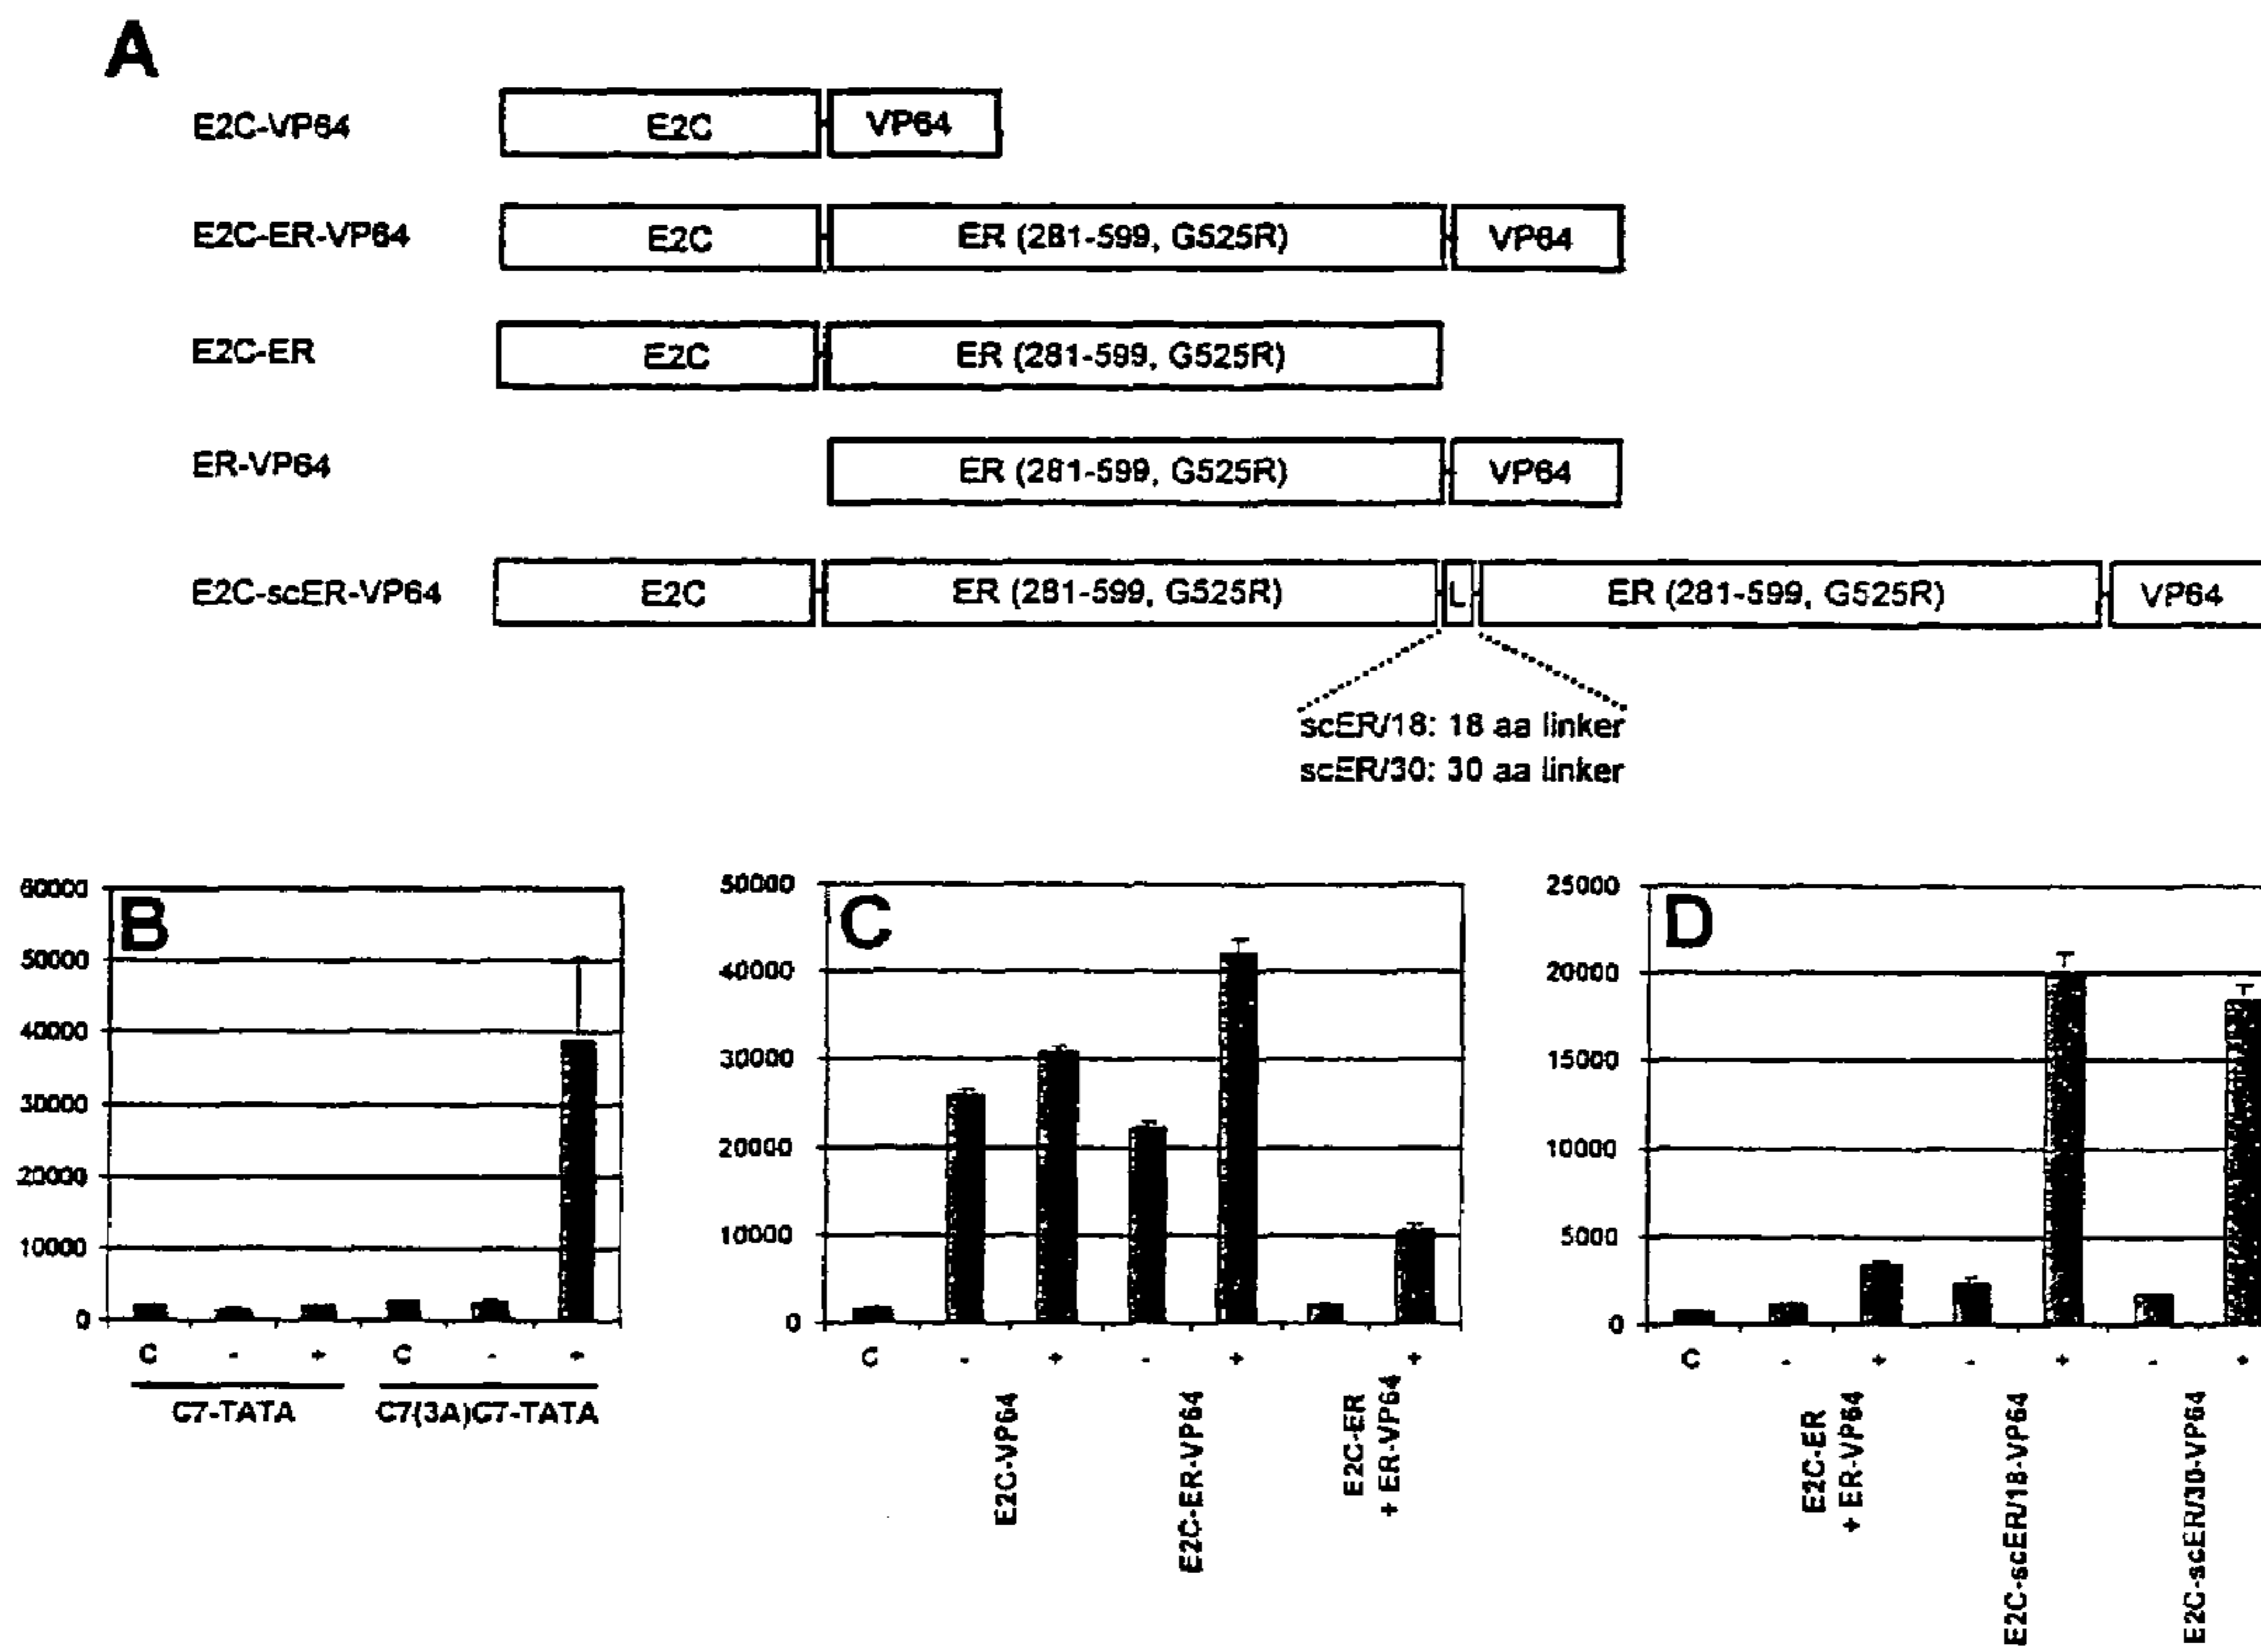 A
E2C-VP64 E2C VP64
E2C-ER-VP64 E2C ER (281-599, G525R) VP64
E2C-ER E2C ER (281-599, G525R)
ER-VP64 ER (281-599, G525R) VP64
E2C-scER-VP64 E2C ER (281-599, G525R) L ER (281-599, G525R) VP64
scER/18: 18 aa linker
scER/30: 30 aa linker
B
60000
50000
40000
30000
20000
10000
0
C - + C - +
C7-TATA C7(3A)C7-TATA
C
50000
40000
30000
20000
10000
0
C - + - + +
E2C-VP64
E2C-ER-VP64
E2C-ER
+ ER-VP64
D
25000
20000
15000
10000
5000
0
C - + - + - +
E2C-ER
+ ER-VP64
E2C-scER/18-VP64
E2C-scER/30-VP64